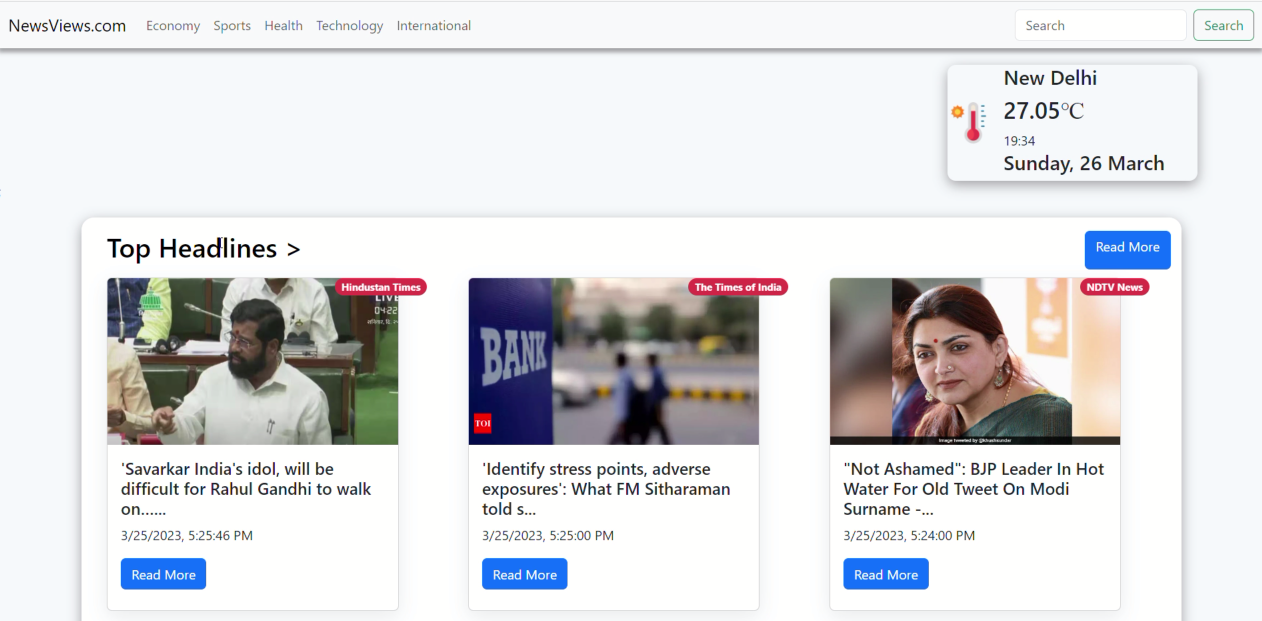 NewsViews.com Economy Sports Health Technology International Search Search
New Delhi
27.05°C
19:34
Sunday, 26 March
Top Headlines > Read More
Hindustan Times
LIVE
The Times of India
BANK
TOI
NDTV News
Image tweeted by @khushsundar
'Savarkar India's idol, will be
difficult for Rahul Gandhi to walk
on......
3/25/2023, 5:25:46 PM
Read More
'Identify stress points, adverse
exposures': What FM Sitharaman
told s...
3/25/2023, 5:25:00 PM
Read More
"Not Ashamed": BJP Leader In Hot
Water For Old Tweet On Modi
Surname -...
3/25/2023, 5:24:00 PM
Read More